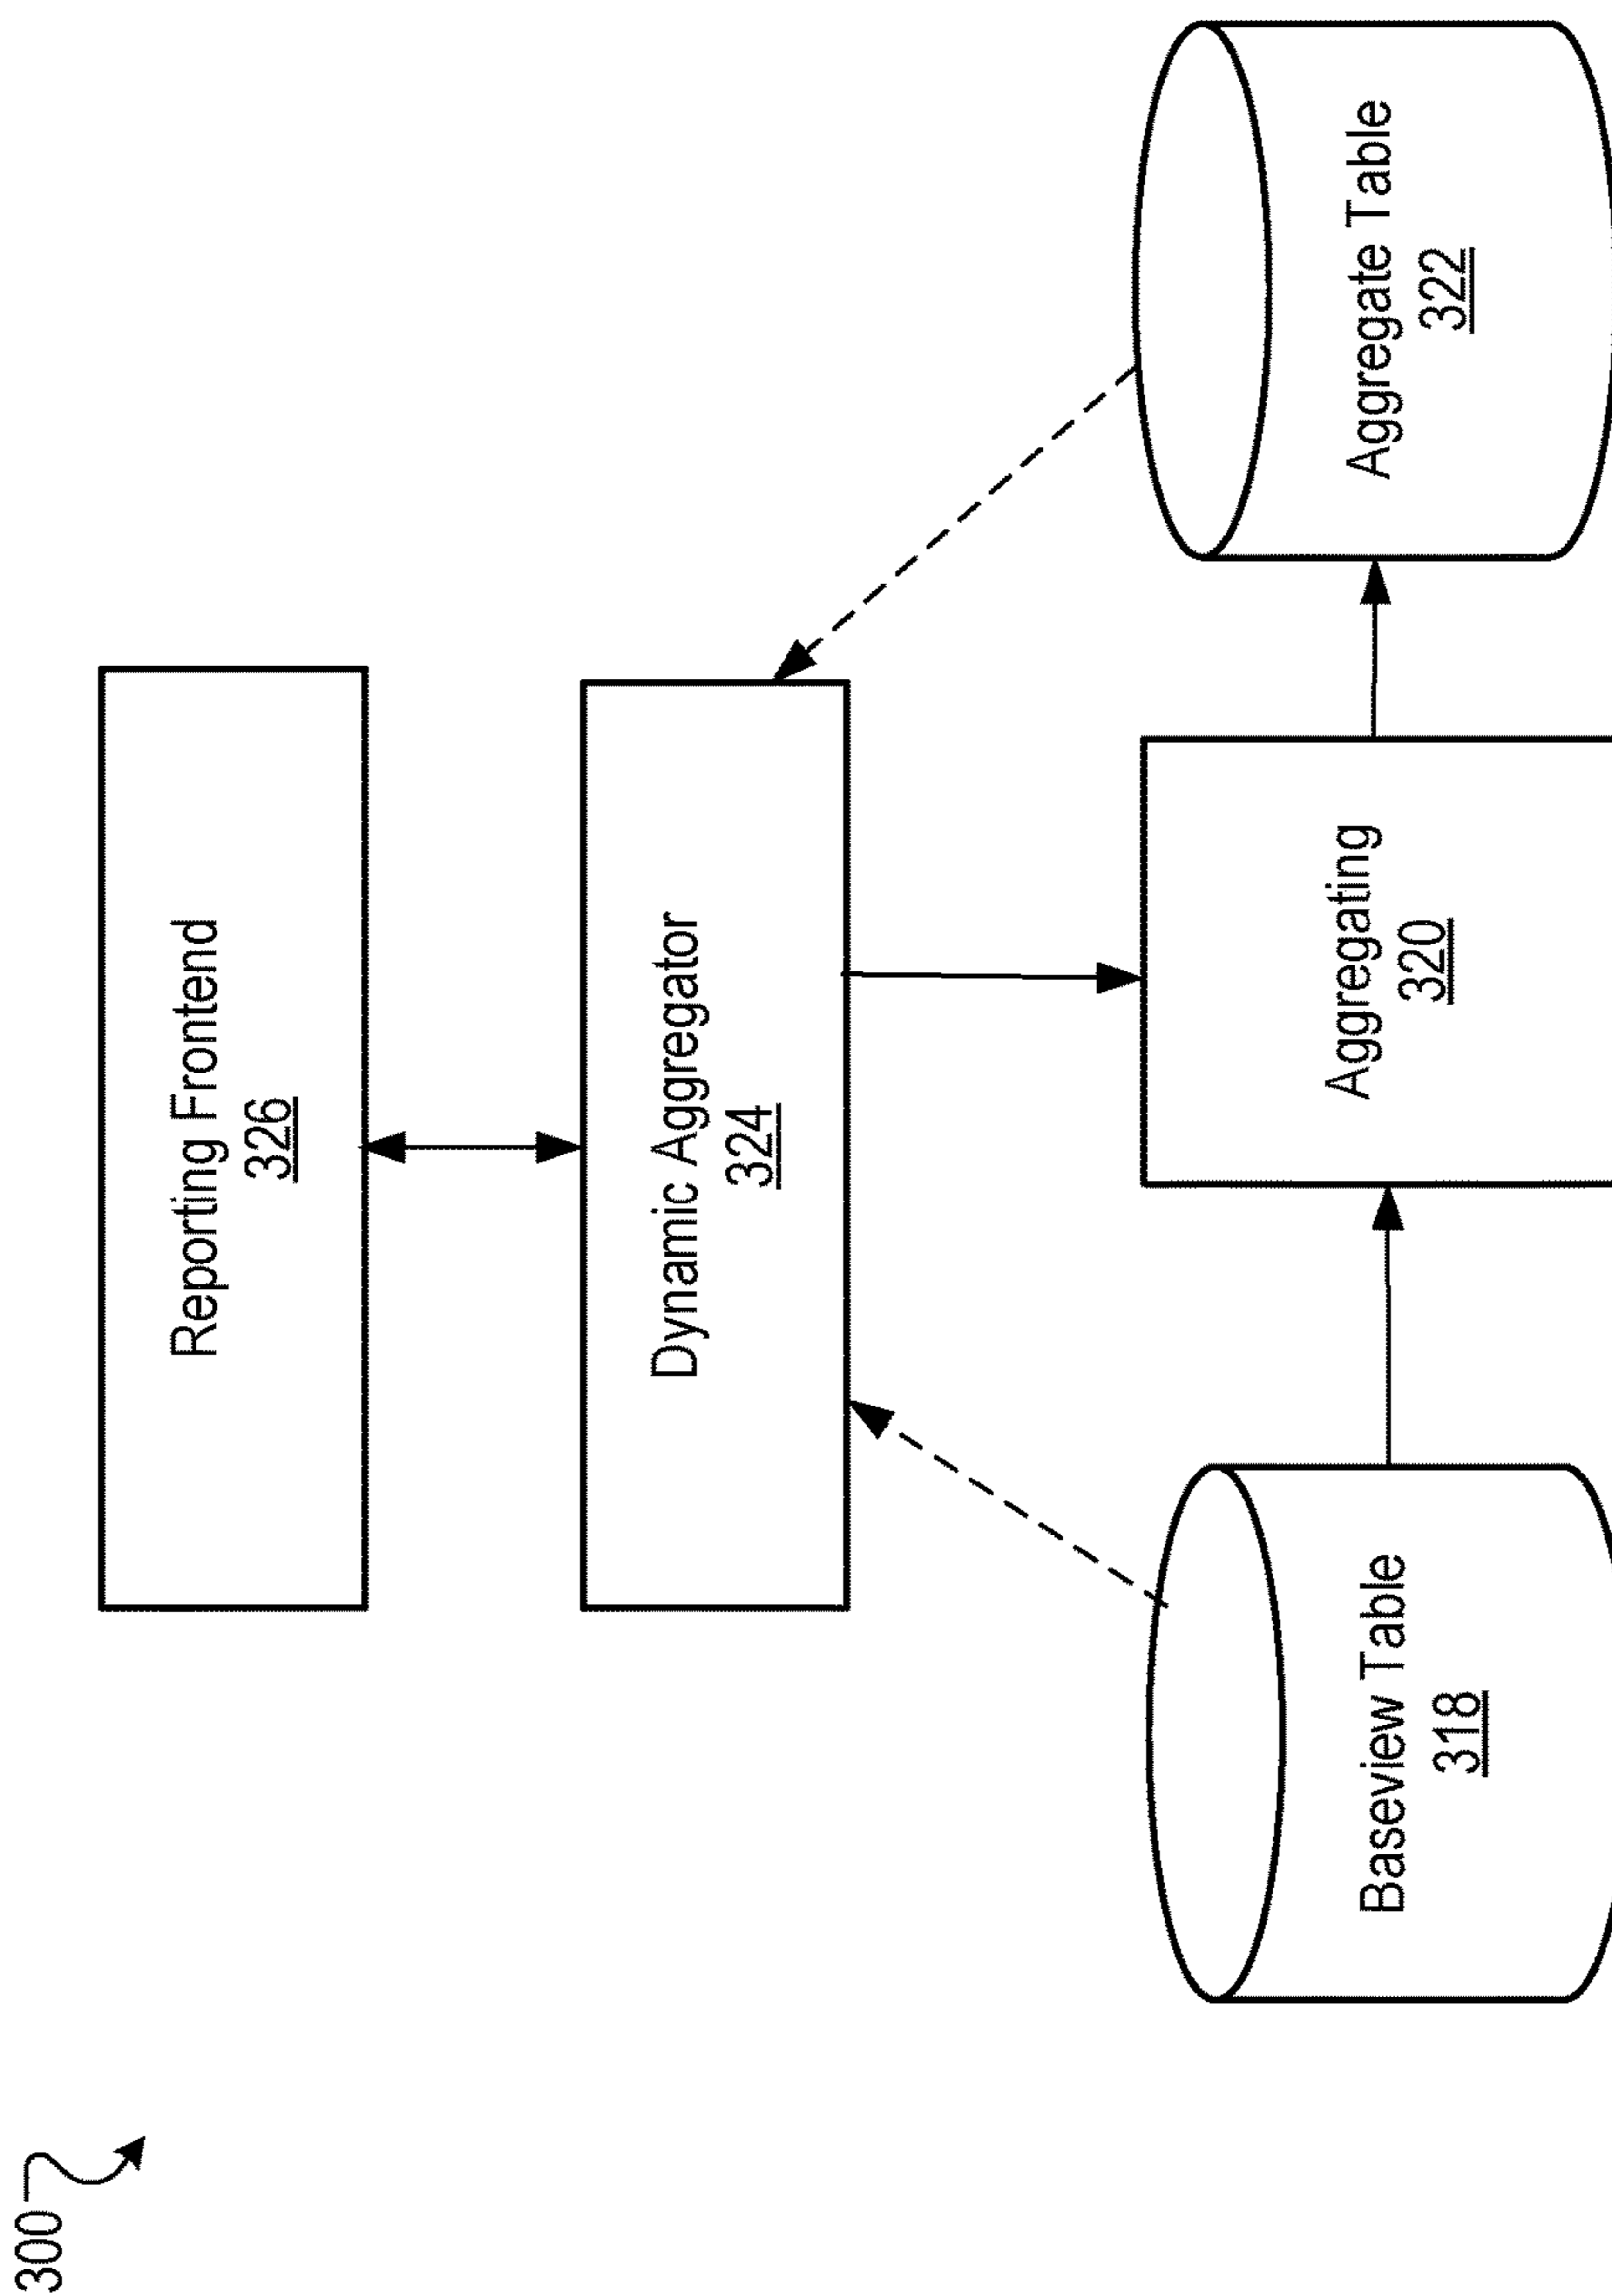 300
Reporting Frontend
326
Dynamic Aggregator
324
Baseview Table
318
Aggregating
320
Aggregate Table
322